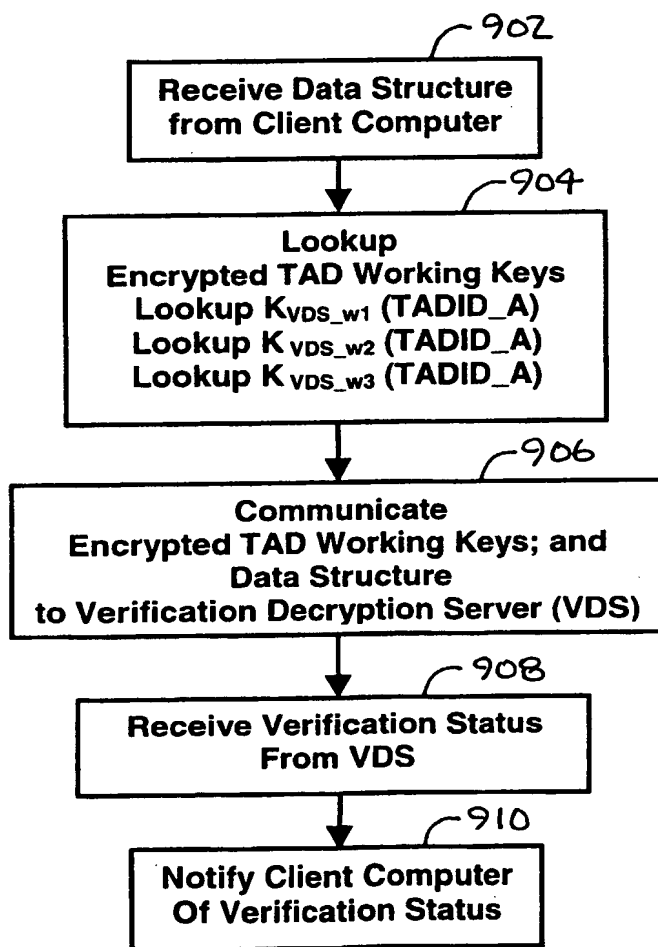 902
Receive Data Structure
from Client Computer
904
Lookup
Encrypted TAD Working Keys
Lookup KVDS_w1 (TADID_A)
Lookup K VDS_w2 (TADID_A)
Lookup K VDS_w3 (TADID_A)
906
Communicate
Encrypted TAD Working Keys; and
Data Structure
to Verification Decryption Server (VDS)
908
Receive Verification Status
From VDS
910
Notify Client Computer
Of Verification Status